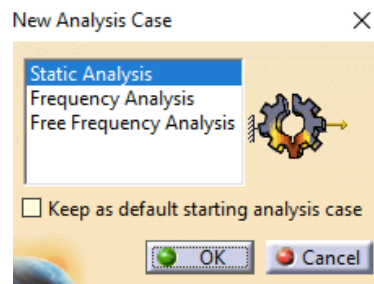 New Analysis Case
Static Analysis
Frequency Analysis
Free Frequency Analysis
Keep as default starting analysis case
OK Cancel